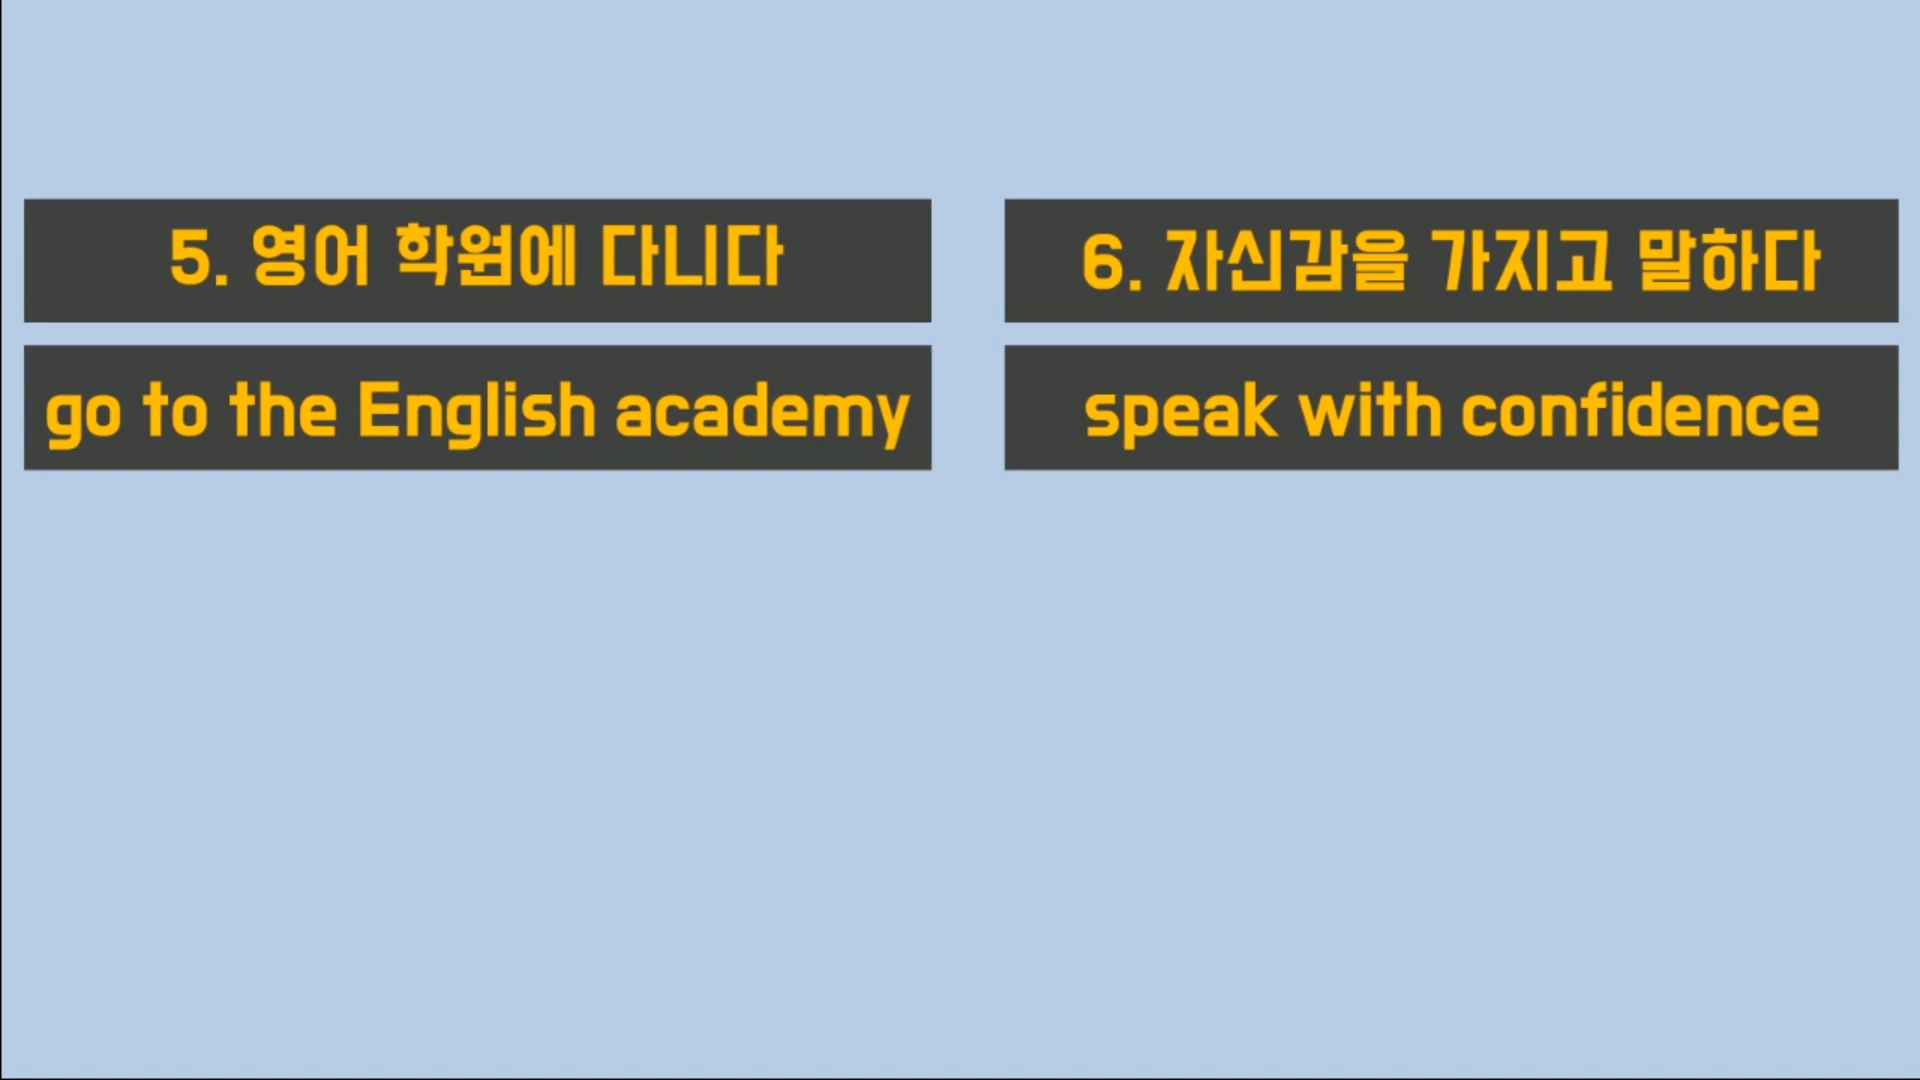 5. 영어 학원에 다니다
go to the English academy
6. 자신감을 가지고 말하다
speak with confidence